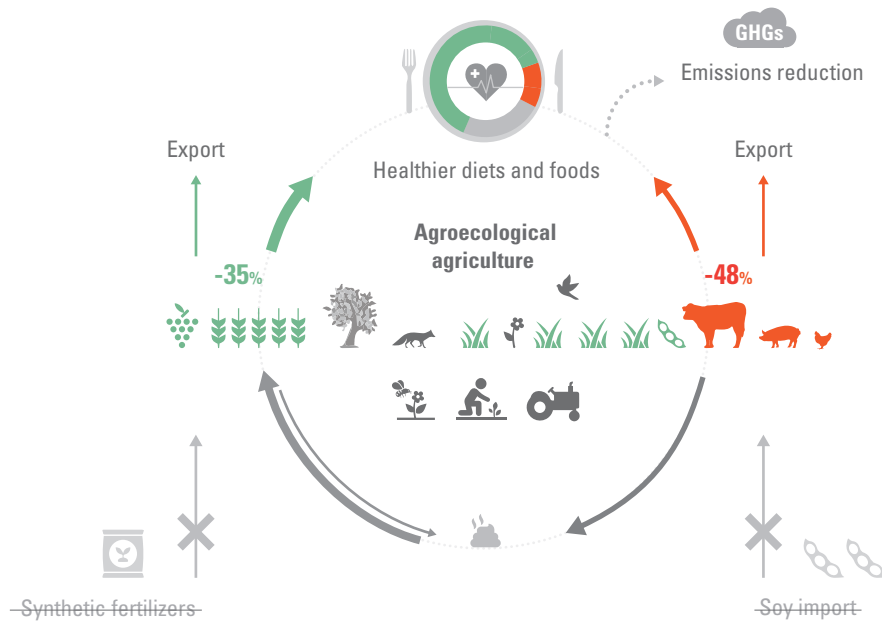 GHGs
Emissions reduction
Export
Export
Healthier diets and foods
Agroecological
agriculture
-35%
-48%
Synthetic fertilizers
Soy import